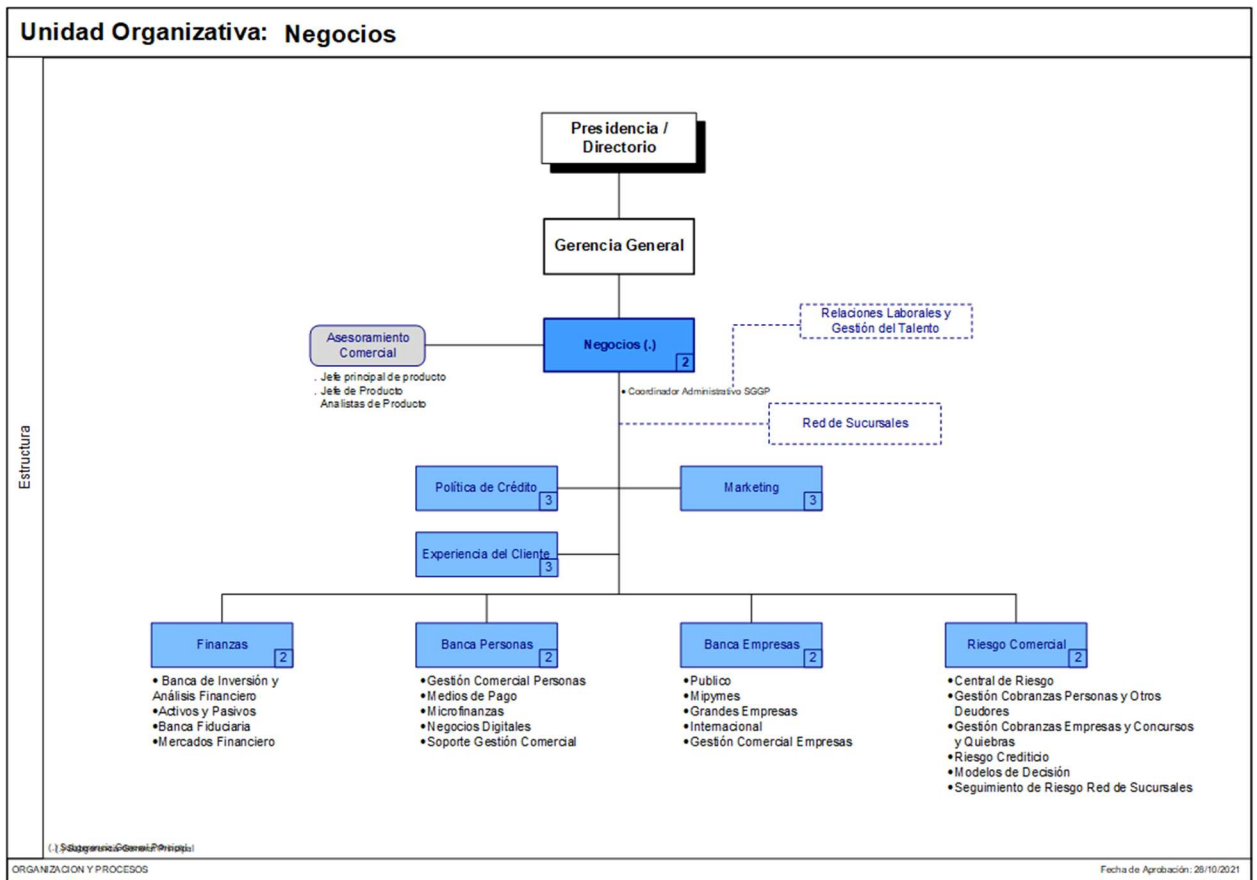 Unidad Organizativa: Negocios
Estructura
Presidencia /
Directorio
Gerencia General
Relaciones Laborales y
Gestión del Talento
Asesoramiento
Comercial
Negocios (.)
2
. Jefe principal de producto
. Jefe de Producto
Analistas de Producto
• Coordinador Administrativo SGGP
Red de Sucursales
Política de Crédito
3
Marketing
3
Experiencia del Cliente
3
Finanzas
2
• Banca de Inversión y
Análisis Financiero
•Activos y Pasivos
•Banca Fiduciaria
•Mercados Financiero
Banca Personas
2
•Gestión Comercial Personas
•Medios de Pago
•Microfinanzas
•Negocios Digitales
•Soporte Gestión Comercial
Banca Empresas
2
•Publico
•Mipymes
•Grandes Empresas
•Internacional
•Gestión Comercial Empresas
Riesgo Comercial
2
•Central de Riesgo
•Gestión Cobranzas Personas y Otros
Deudores
•Gestión Cobranzas Empresas y Concursos
y Quiebras
•Riesgo Crediticio
•Modelos de Decisión
•Seguimiento de Riesgo Red de Sucursales
ORGANIZACION Y PROCESOS
Fecha de Aprobación: 28/10/2021